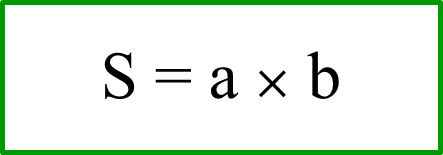 S = a × b